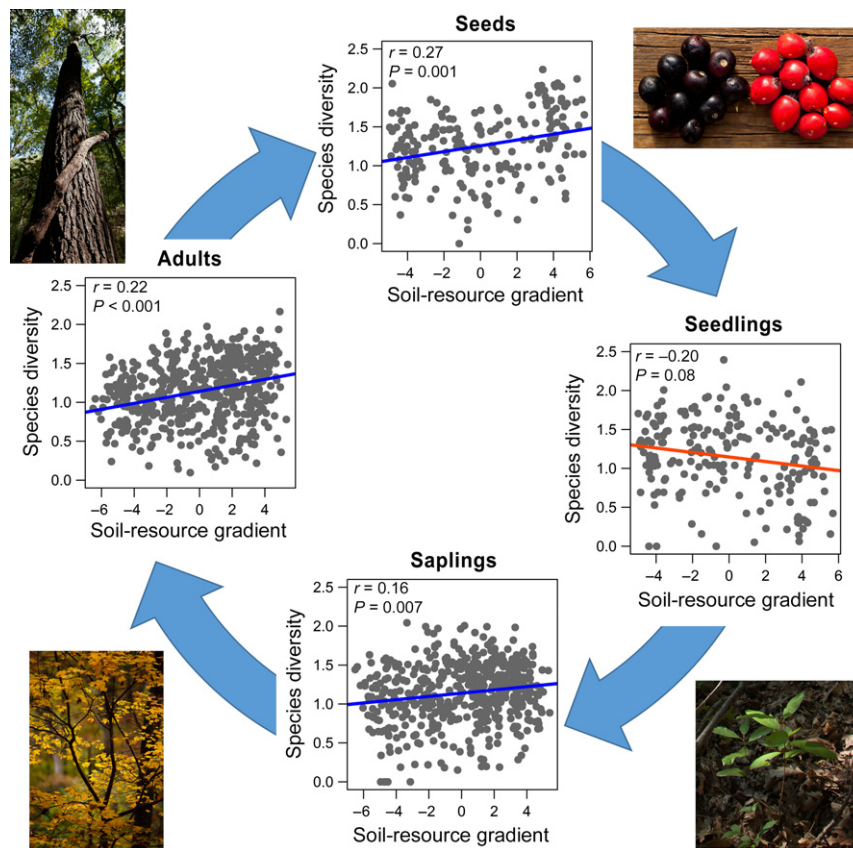 Seeds
r = 0.27
P = 0.001
Species diversity
2.5
2.0
1.5
1.0
0.5
0.0
−4 −2 0 2 4 6
Soil-resource gradient
Seedlings
r = –0.20
P = 0.08
Species diversity
2.5
2.0
1.5
1.0
0.5
0.0
−4 −2 0 2 4 6
Soil-resource gradient
Saplings
r = 0.16
P = 0.007
Species diversity
2.5
2.0
1.5
1.0
0.5
0.0
−6 −4 −2 0 2 4
Soil-resource gradient
Adults
r = 0.22
P < 0.001
Species diversity
2.5
2.0
1.5
1.0
0.5
0.0
−6 −4 −2 0 2 4
Soil-resource gradient